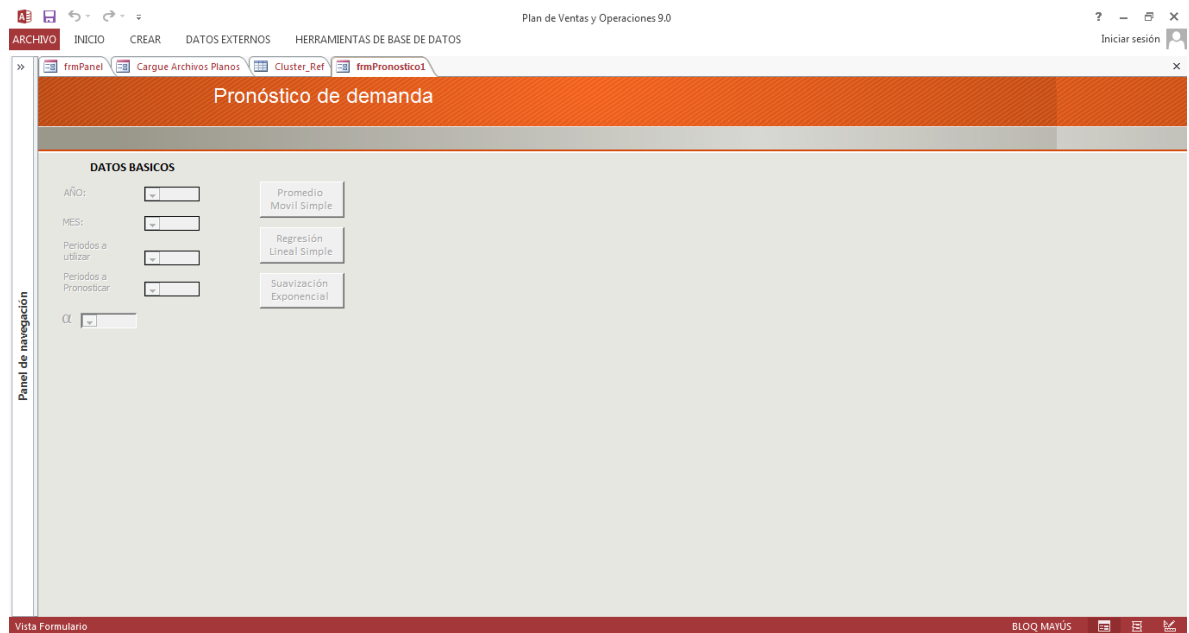 Plan de Ventas y Operaciones 9.0
?
ARCHIVO INICIO CREAR DATOS EXTERNOS HERRAMIENTAS DE BASE DE DATOS
Iniciar sesión
frmPanel Cargue Archivos Planos Cluster_Ref frmPronostico1
Pronóstico de demanda
DATOS BASICOS
AÑO:
MES:
Periodos a
utilizar
Periodos a
Pronosticar
α
Promedio
Movil Simple
Regresión
Lineal Simple
Suavización
Exponencial
Panel de navegación
Vista Formulario
BLOQ MAYÚS